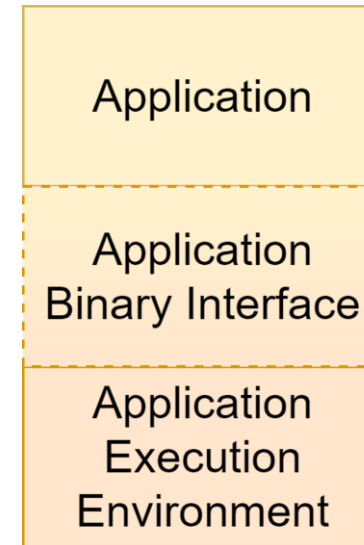 Application
Application
Binary Interface
Application
Execution
Environment